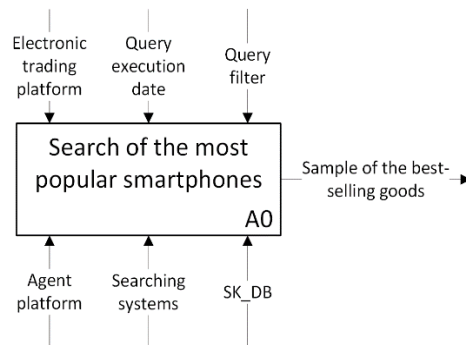 Electronic
trading
platform
Query
execution
date
Query
filter
Search of the most
popular smartphones
A0
Sample of the best-
selling goods
Agent
platform
Searching
systems
SK_DB